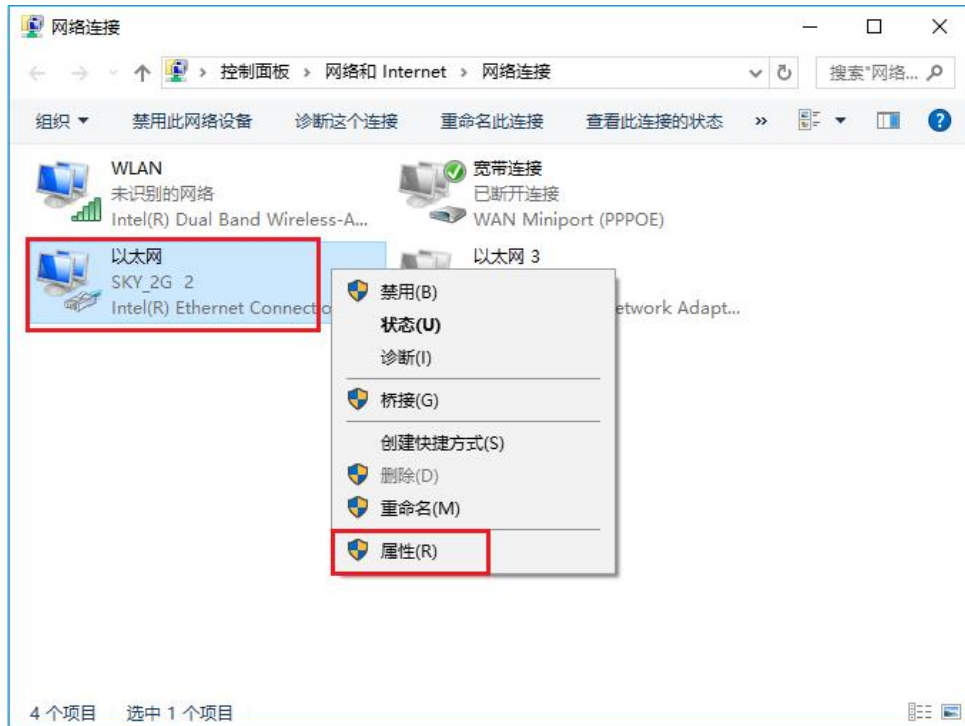 网络连接
控制面板 › 网络和 Internet › 网络连接
搜索"网络...
组织 禁用此网络设备 诊断这个连接 重命名此连接 查看此连接的状态 »
WLAN
未识别的网络
Intel(R) Dual Band Wireless-A...
宽带连接
已断开连接
WAN Miniport (PPPOE)
以太网
SKY_2G 2
Intel(R) Ethernet Connectio
以太网 3
etwork Adapt...
禁用(B)
状态(U)
诊断(I)
桥接(G)
创建快捷方式(S)
删除(D)
重命名(M)
属性(R)
4 个项目 选中 1 个项目